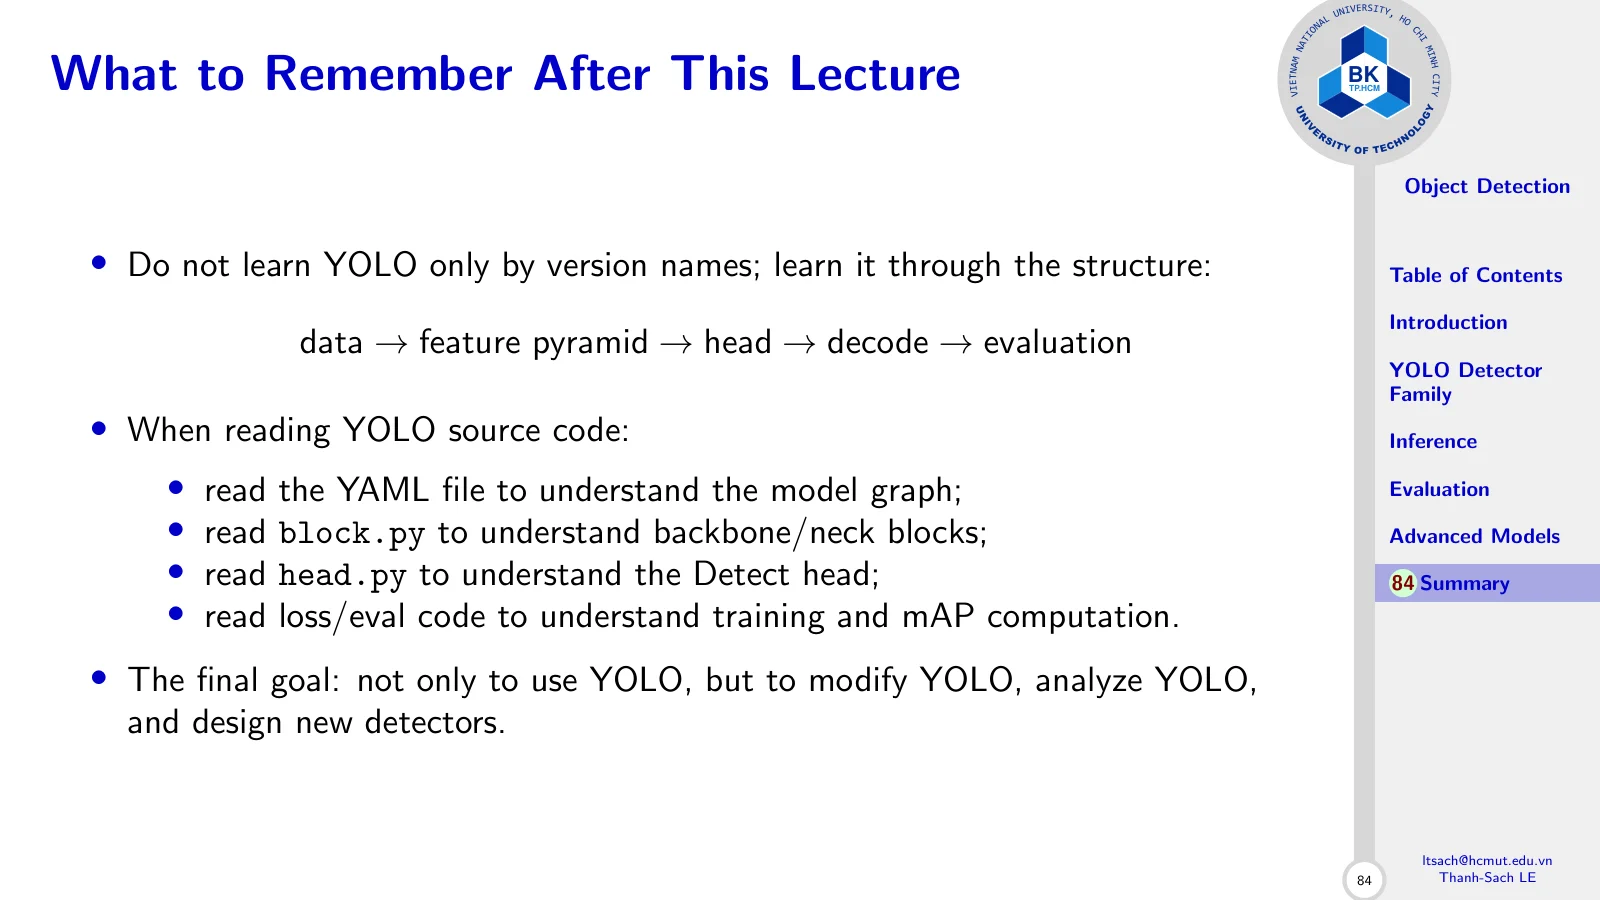 What to Remember After This Lecture
• Do not learn YOLO only by version names; learn it through the structure:
data → feature pyramid → head → decode → evaluation
• When reading YOLO source code:
• read the YAML file to understand the model graph;
• read block.py to understand backbone/neck blocks;
• read head.py to understand the Detect head;
• read loss/eval code to understand training and mAP computation.
• The final goal: not only to use YOLO, but to modify YOLO, analyze YOLO,
and design new detectors.
VIETNAM NATIONAL UNIVERSITY, HO CHI MINH CITY
BK
TP.HCM
UNIVERSITY OF TECHNOLOGY
Object Detection
Table of Contents
Introduction
YOLO Detector
Family
Inference
Evaluation
Advanced Models
84 Summary
84
ltsach@hcmut.edu.vn
Thanh-Sach LE